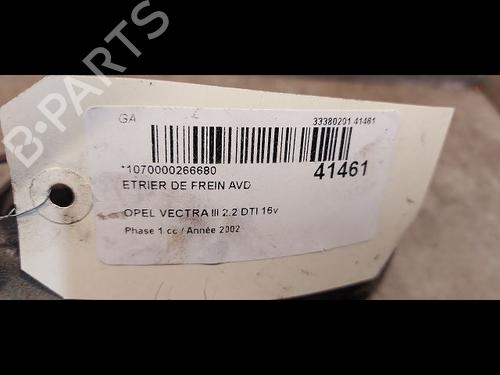 B-PARTS
GA
33380201 41461
*1070000266680
41461
ETRIER DE FREIN AVD
OPEL VECTRA III 2.2 DTI 16v
Phase 1 cc / Année 2002